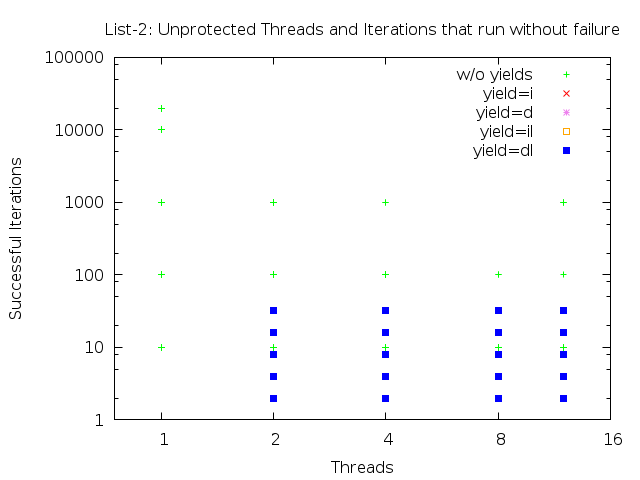 List-2: Unprotected Threads and Iterations that run without failure
100000
10000
1000
100
10
1
Successful Iterations
w/o yields
yield=i
yield=d
yield=il
yield=dl
1 2 4 8 16
Threads